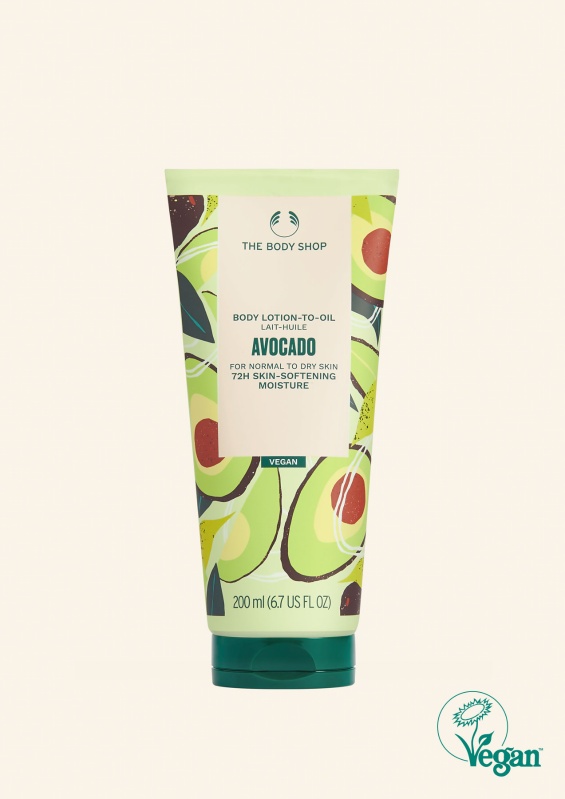 THE BODY SHOP
BODY LOTION-TO-OIL
LAIT-HUILE
AVOCADO
FOR NORMAL TO DRY SKIN
72H SKIN-SOFTENING
MOISTURE
VEGAN
200 ml (6.7 US FL OZ)
Vegan™